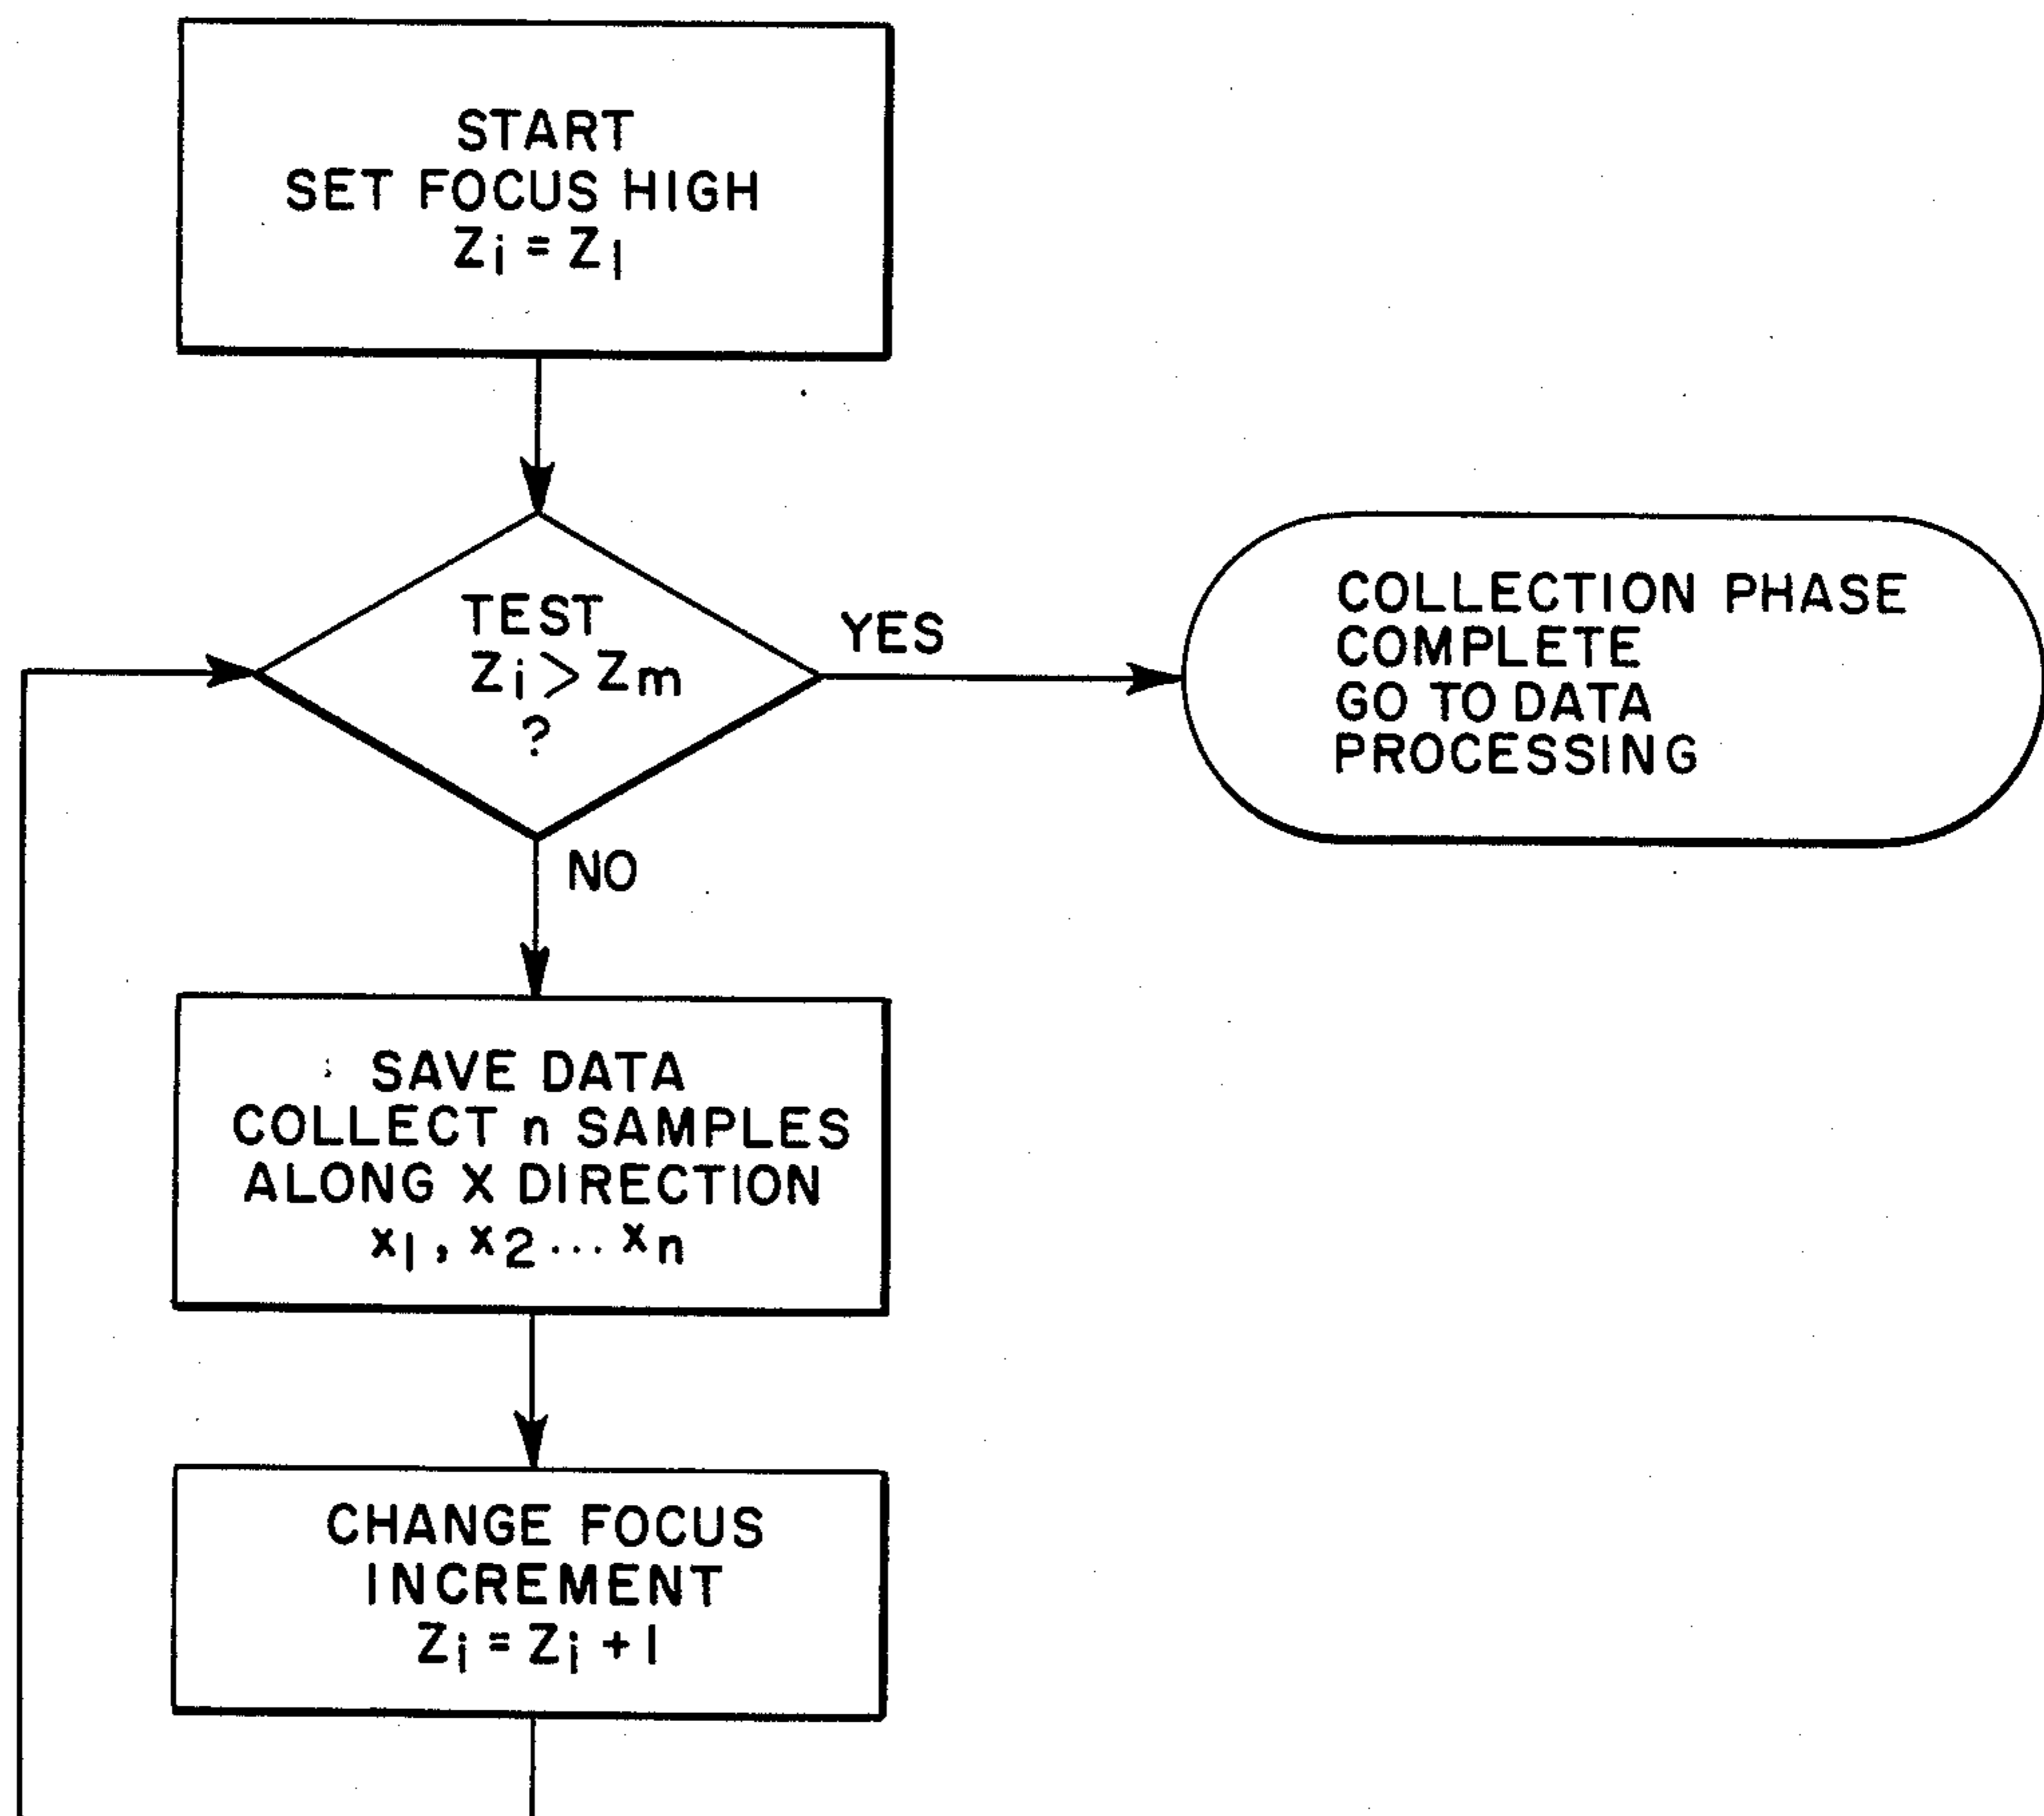 START
SET FOCUS HIGH
Zi = Z1
TEST
Zi > Zm
?
YES
COLLECTION PHASE
COMPLETE
GO TO DATA
PROCESSING
NO
SAVE DATA
COLLECT n SAMPLES
ALONG X DIRECTION
x1, x2... xn
CHANGE FOCUS
INCREMENT
Zi = Zi + 1